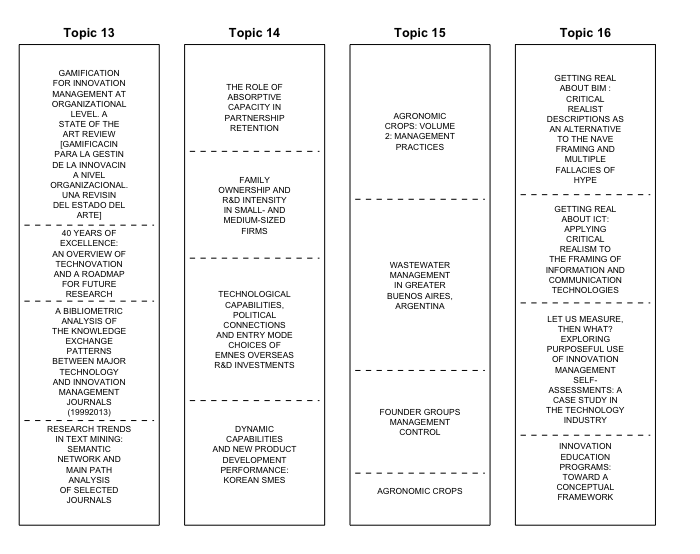 Topic 13
GAMIFICATION
FOR INNOVATION
MANAGEMENT AT
ORGANIZATIONAL
LEVEL. A
STATE OF THE
ART REVIEW
[GAMIFICACIN
PARA LA GESTIN
DE LA INNOVACIN
A NIVEL
ORGANIZACIONAL.
UNA REVISIN
DEL ESTADO DEL
ARTE]
40 YEARS OF
EXCELLENCE:
AN OVERVIEW OF
TECHNOVATION
AND A ROADMAP
FOR FUTURE
RESEARCH
A BIBLIOMETRIC
ANALYSIS OF
THE KNOWLEDGE
EXCHANGE
PATTERNS
BETWEEN MAJOR
TECHNOLOGY
AND INNOVATION
MANAGEMENT
JOURNALS
(19992013)
RESEARCH TRENDS
IN TEXT MINING:
SEMANTIC
NETWORK AND
MAIN PATH
ANALYSIS
OF SELECTED
JOURNALS
Topic 14
THE ROLE OF
ABSORPTIVE
CAPACITY IN
PARTNERSHIP
RETENTION
FAMILY
OWNERSHIP AND
R&D INTENSITY
IN SMALL- AND
MEDIUM-SIZED
FIRMS
TECHNOLOGICAL
CAPABILITIES,
POLITICAL
CONNECTIONS
AND ENTRY MODE
CHOICES OF
EMNES OVERSEAS
R&D INVESTMENTS
DYNAMIC
CAPABILITIES
AND NEW PRODUCT
DEVELOPMENT
PERFORMANCE:
KOREAN SMES
Topic 15
AGRONOMIC
CROPS: VOLUME
2: MANAGEMENT
PRACTICES
WASTEWATER
MANAGEMENT
IN GREATER
BUENOS AIRES,
ARGENTINA
FOUNDER GROUPS
MANAGEMENT
CONTROL
AGRONOMIC CROPS
Topic 16
GETTING REAL
ABOUT BIM :
CRITICAL
REALIST
DESCRIPTIONS AS
AN ALTERNATIVE
TO THE NAVE
FRAMING AND
MULTIPLE
FALLACIES OF
HYPE
GETTING REAL
ABOUT ICT:
APPLYING
CRITICAL
REALISM TO
THE FRAMING OF
INFORMATION AND
COMMUNICATION
TECHNOLOGIES
LET US MEASURE,
THEN WHAT?
EXPLORING
PURPOSEFUL USE
OF INNOVATION
MANAGEMENT
SELF-
ASSESSMENTS: A
CASE STUDY IN
THE TECHNOLOGY
INDUSTRY
INNOVATION
EDUCATION
PROGRAMS:
TOWARD A
CONCEPTUAL
FRAMEWORK